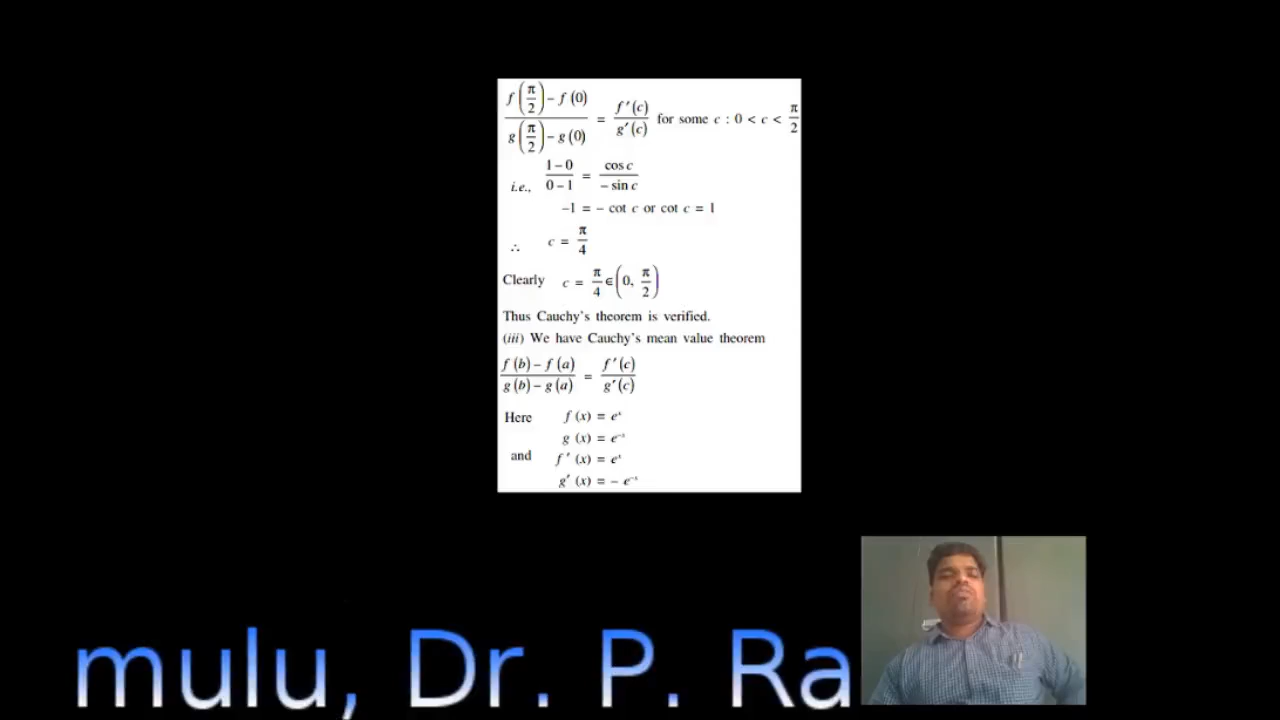 f(π/2) − f(0) / g(π/2) − g(0) = f′(c) / g′(c) for some c : 0 < c < π/2
i.e., 1 − 0 / 0 − 1 = cos c / − sin c
−1 = − cot c or cot c = 1
∴ c = π/4
Clearly c = π/4 ∈ (0, π/2)
Thus Cauchy's theorem is verified.
(iii) We have Cauchy's mean value theorem
f(b) − f(a) / g(b) − g(a) = f′(c) / g′(c)
Here f (x) = eˣ
g (x) = e⁻ˣ
and f′ (x) = eˣ
g′ (x) = − e⁻ˣ
mulu, Dr. P. Ra